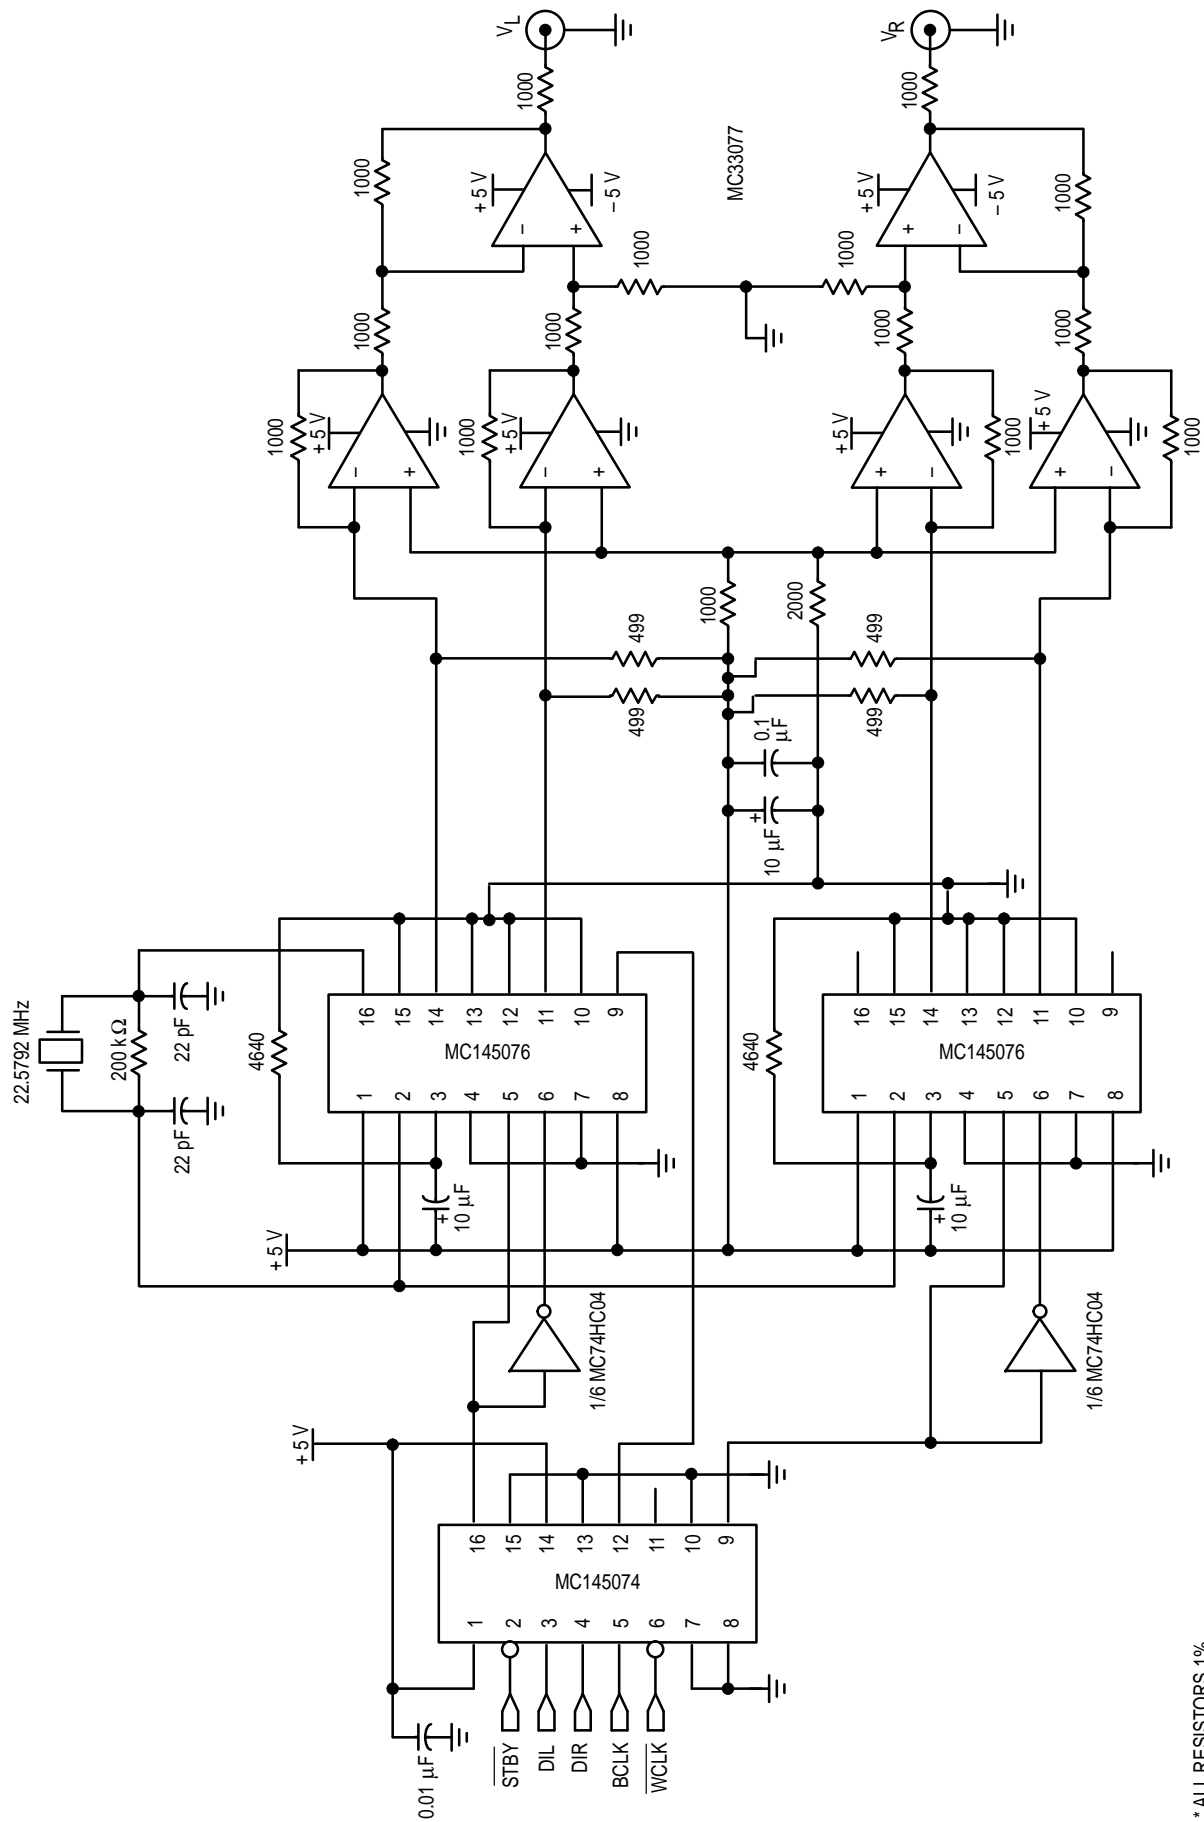 22.5792 MHz
200 kΩ
22 pF
22 pF
+ 5 V
0.01 μF
STBY
DIL
DIR
BCLK
WCLK
MC145074
1
2
3
4
5
6
7
8
16
15
14
13
12
11
10
9
1/6 MC74HC04
1/6 MC74HC04
+ 5 V
+
10 μF
4640
MC145076
1
2
3
4
5
6
7
8
16
15
14
13
12
11
10
9
+
10 μF
4640
MC145076
1
2
3
4
5
6
7
8
16
15
14
13
12
11
10
9
+
10 μF
0.1
μF
499
499
499
499
1000
2000
1000
+ 5 V
–
+
1000
+ 5 V
–
+
+ 5 V
+
–
1000
+ 5 V
+
–
1000
1000
1000
1000
1000
1000
1000
1000
1000
+ 5 V
– 5 V
–
+
+ 5 V
– 5 V
+
–
MC33077
1000
1000
VL
VR
* ALL RESISTORS 1%